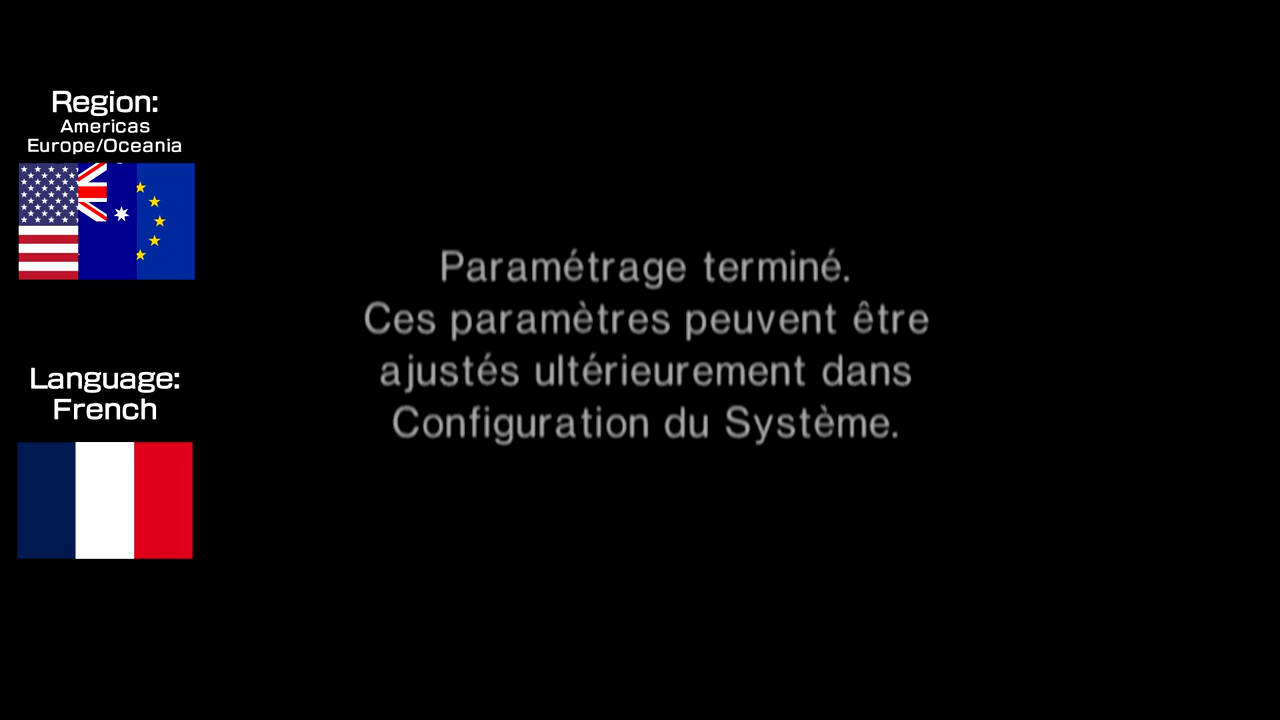 Region:
Americas
Europe/Oceania
Language:
French
Paramétrage terminé.
Ces paramètres peuvent être
ajustés ultérieurement dans
Configuration du Système.